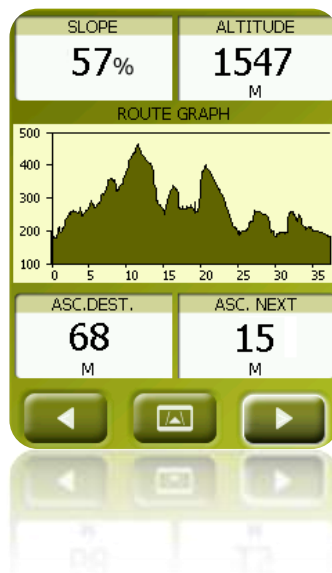 SLOPE ALTITUDE
57% 1547
M
ROUTE GRAPH
500
400
300
200
100
0 5 10 15 20 25 30 35
ASC.DEST. ASC. NEXT
68 15
M M